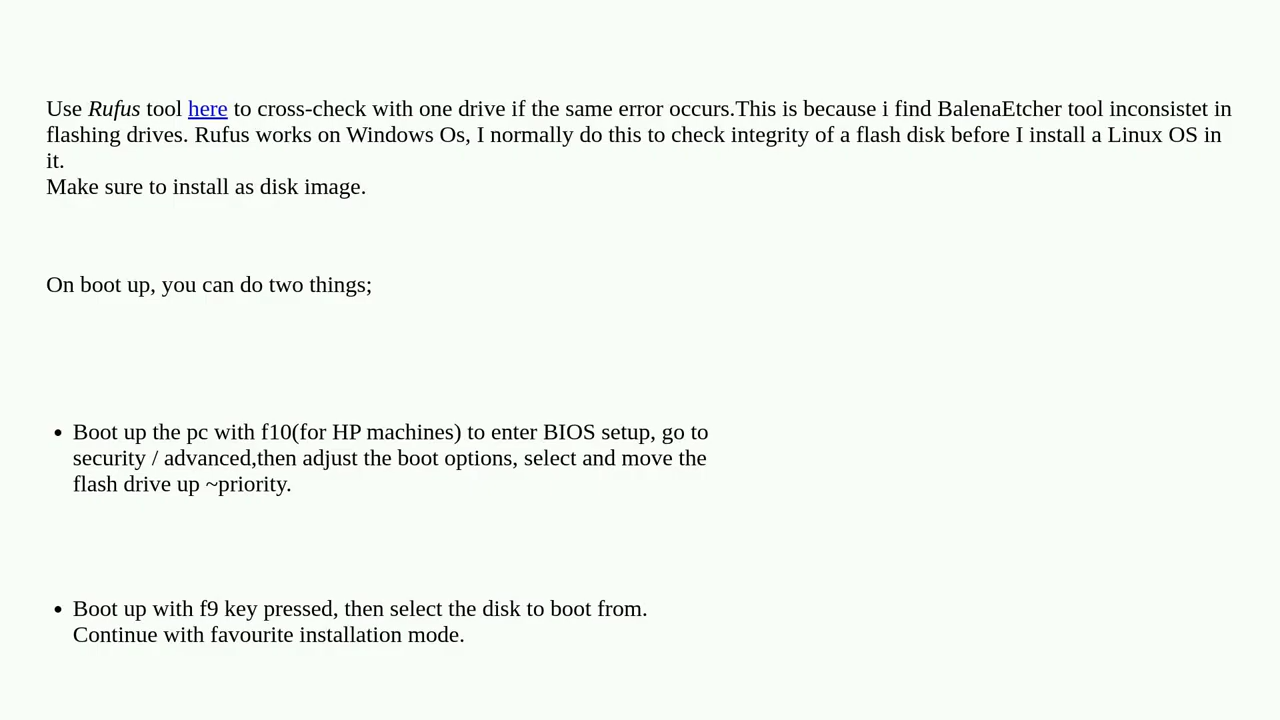 Use Rufus tool here to cross-check with one drive if the same error occurs.This is because i find BalenaEtcher tool inconsistet in
flashing drives. Rufus works on Windows Os, I normally do this to check integrity of a flash disk before I install a Linux OS in
it.
Make sure to install as disk image.
On boot up, you can do two things;
• Boot up the pc with f10(for HP machines) to enter BIOS setup, go to
security / advanced,then adjust the boot options, select and move the
flash drive up ~priority.
• Boot up with f9 key pressed, then select the disk to boot from.
Continue with favourite installation mode.